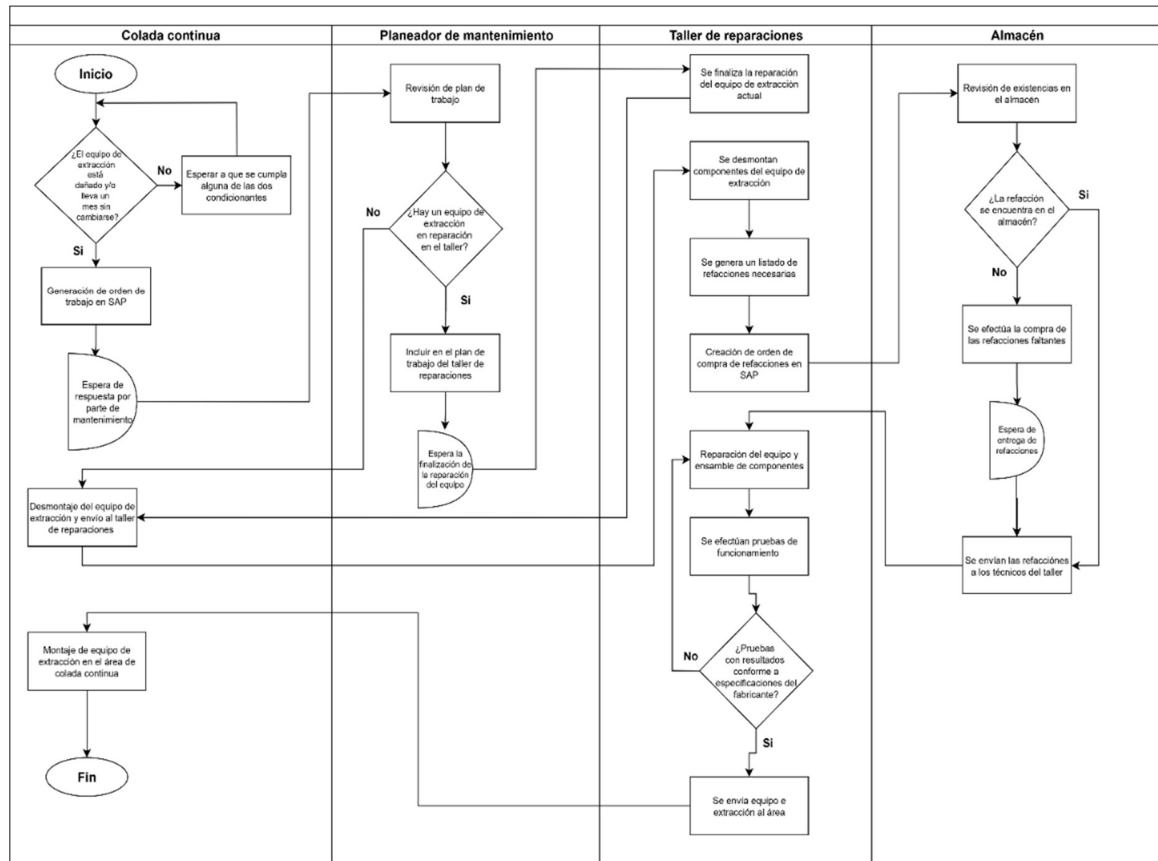 Colada continua
Planeador de mantenimiento
Taller de reparaciones
Almacén
Inicio
¿El equipo de
extracción
está
dañado y/o
lleva un
mes sin
cambiarse?
No
Esperar a que se cumpla
alguna de las dos
condicionantes
Si
Generación de orden de
trabajo en SAP
Espera de
respuesta por
parte de
mantenimiento
Desmontaje del equipo de
extracción y envío al taller
de reparaciones
Montaje de equipo de
extracción en el área de
colada continua
Fin
Revisión de plan de
trabajo
¿Hay un equipo de
extracción
en reparación
en el taller?
No
Si
Incluir en el plan de
trabajo del taller de
reparaciones
Espera la
finalización de
la reparación
del equipo
Se finaliza la reparación
del equipo de extracción
actual
Se desmontan
componentes del equipo de
extracción
Se genera un listado de
refacciones necesarias
Creación de orden de
compra de refacciones en
SAP
Reparación del equipo y
ensamble de componentes
Se efectúan pruebas de
funcionamiento
¿Pruebas
con resultados
conforme a
especificaciones del
fabricante?
No
Si
Se envía equipo e
extracción al área
Revisión de existencias en
el almacén
¿La refacción
se encuentra en el
almacén?
Si
No
Se efectúa la compra de
las refacciones faltantes
Espera de
entrega de
refacciones
Se envían las refacciónes
a los técnicos del taller